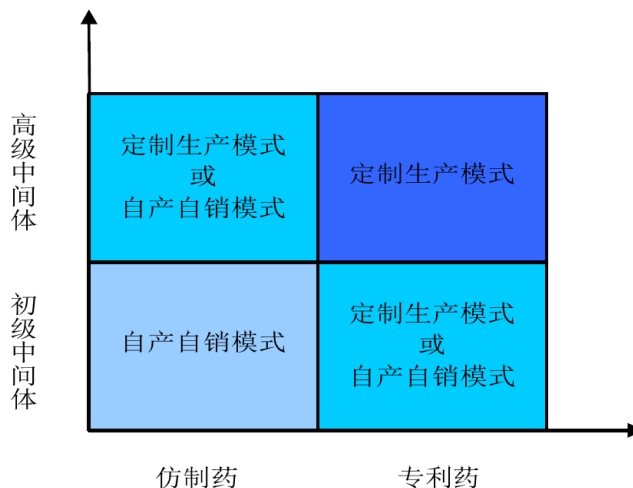 高级中间体
定制生产模式
或
自产自销模式
定制生产模式
初级中间体
自产自销模式
定制生产模式
或
自产自销模式
仿制药
专利药